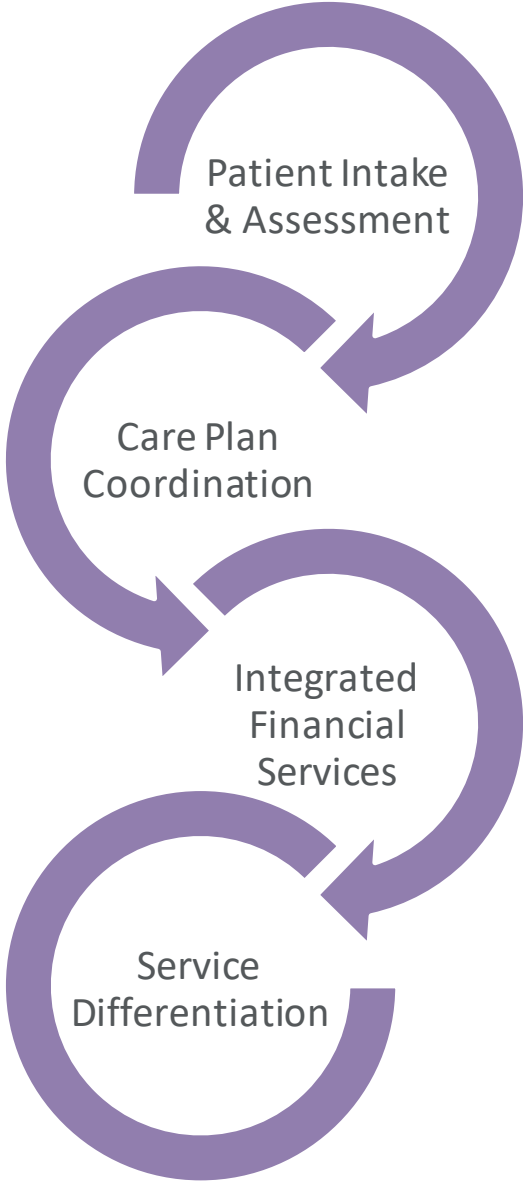 Patient Intake
& Assessment
Care Plan
Coordination
Integrated
Financial
Services
Service
Differentiation